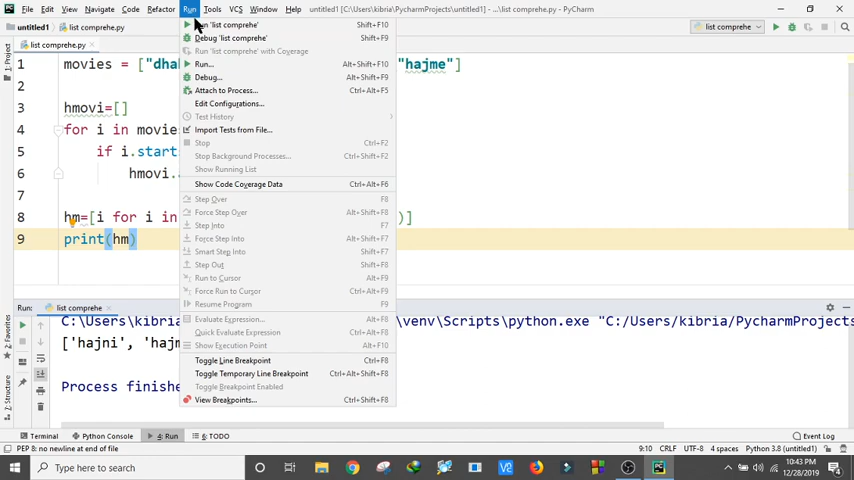 File Edit View Navigate Code Refactor Run Tools VCS Window Help untitled1 [C:\Users\kibria\PycharmProjects\untitled1] - ...\list comprehe.py - PyCharm
untitled1 list comprehe.py list comprehe
list comprehe.py
1 movies = ["dha "hajme"]
2
3 hmovi=[]
4 for i in movies
5 if i.start
6 hmovi.
7
8 hm=[i for i in )]
9 print(hm)
Run 'list comprehe' Shift+F10
Debug 'list comprehe' Shift+F9
Run 'list comprehe' with Coverage
Run... Alt+Shift+F10
Debug... Alt+Shift+F9
Attach to Process... Ctrl+Alt+F5
Edit Configurations...
Test History
Import Tests from File...
Stop Ctrl+F2
Stop Background Processes... Ctrl+Shift+F2
Show Running List
Show Code Coverage Data Ctrl+Alt+F6
Step Over F8
Force Step Over Alt+Shift+F8
Step Into F7
Force Step Into Alt+Shift+F7
Smart Step Into Shift+F7
Step Out Shift+F8
Run to Cursor Alt+F9
Force Run to Cursor Ctrl+Alt+F9
Resume Program F9
Evaluate Expression... Alt+F8
Quick Evaluate Expression Ctrl+Alt+F8
Show Execution Point Alt+F10
Toggle Line Breakpoint Ctrl+F8
Toggle Temporary Line Breakpoint Ctrl+Alt+Shift+F8
Toggle Breakpoint Enabled
View Breakpoints... Ctrl+Shift+F8
1: Project
2: Favorites
7: Structure
Run: list comprehe
C:\Users\kibria \venv\Scripts\python.exe "C:/Users/kibria/PycharmProjects
['hajni', 'hajm
Process finishe
Terminal Python Console 4: Run 6: TODO Event Log
PEP 8: no newline at end of file 9:10 CRLF UTF-8 4 spaces Python 3.8 (untitled1)
Type here to search
10:43 PM
12/28/2019
4